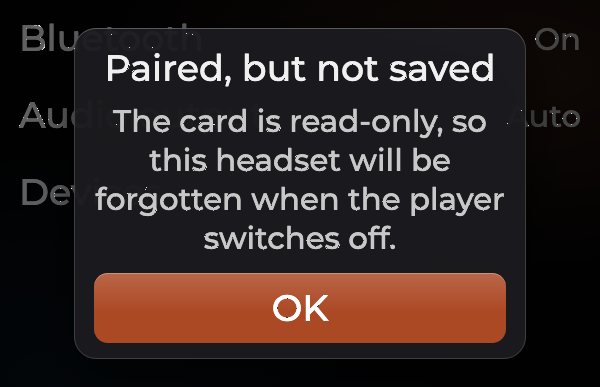 Bluetooth
On
Paired, but not saved
Auto
The card is read-only, so
this headset will be
forgotten when the player
switches off.
OK